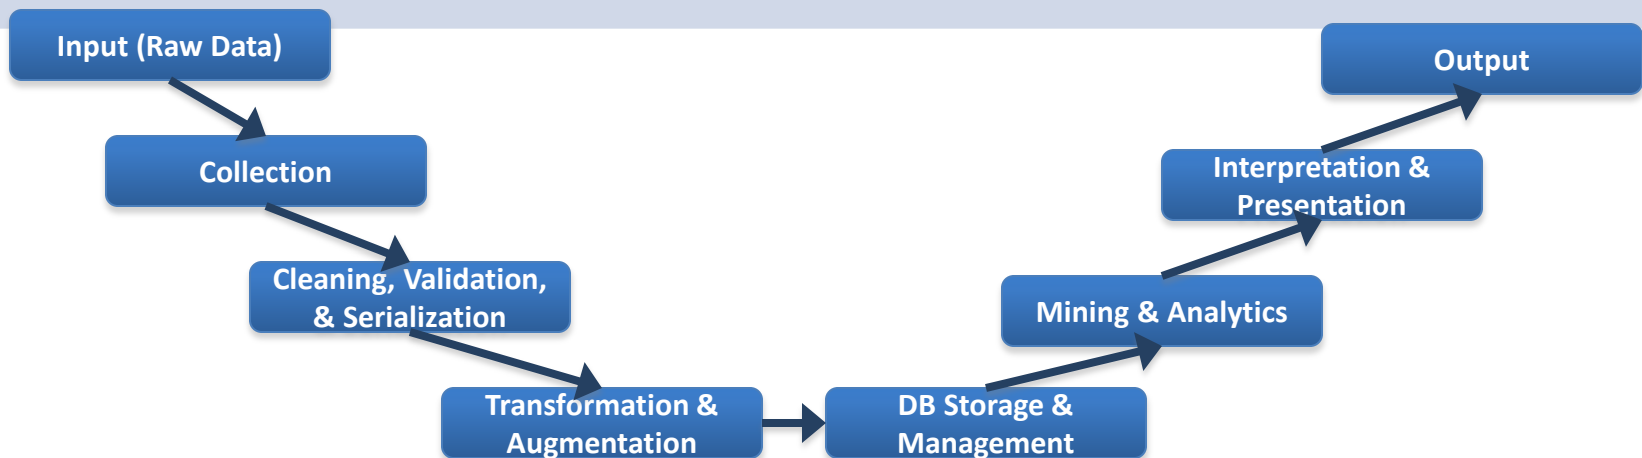 Input (Raw Data)
Collection
Cleaning, Validation,
& Serialization
Transformation &
Augmentation
DB Storage &
Management
Mining & Analytics
Interpretation &
Presentation
Output